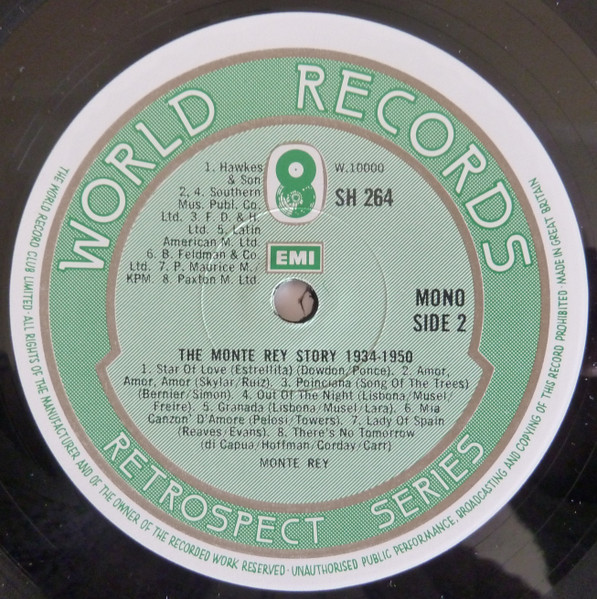 WORLD RECORDS
1. Hawkes
& Son
2, 4. Southern
Mus. Publ. Co.
Ltd. 3. F. D. & H.
Ltd. 5. Latin
American M. Ltd.
6. B. Feldman & Co.
Ltd. 7. P. Maurice M./
KPM. 8. Paxton M. Ltd.
W.10000
SH 264
EMI
MONO
SIDE 2
THE MONTE REY STORY 1934-1950
1. Star Of Love (Estrellita) (Dowdon/Ponce). 2. Amor,
Amor, Amor (Skylar/Ruiz). 3. Poinciana (Song Of The Trees)
(Bernier/Simon). 4. Out Of The Night (Lisbona/Musel/
Freire). 5. Granada (Lisbona/Musel/Lara). 6. Mia
Canzon' D'Amore (Pelosi/Towers). 7. Lady Of Spain
(Reaves/Evans). 8. There's No Tomorrow
(di Capua/Hoffman/Corday/Carr)
MONTE REY
RETROSPECT SERIES
THE WORLD RECORD CLUB LIMITED·ALL RIGHTS OF THE MANUFACTURER AND OF THE OWNER OF THE RECORDED WORK RESERVED·UNAUTHORISED PUBLIC PERFORMANCE, BROADCASTING AND COPYING OF THIS RECORD PROHIBITED·MADE IN GREAT BRITAIN